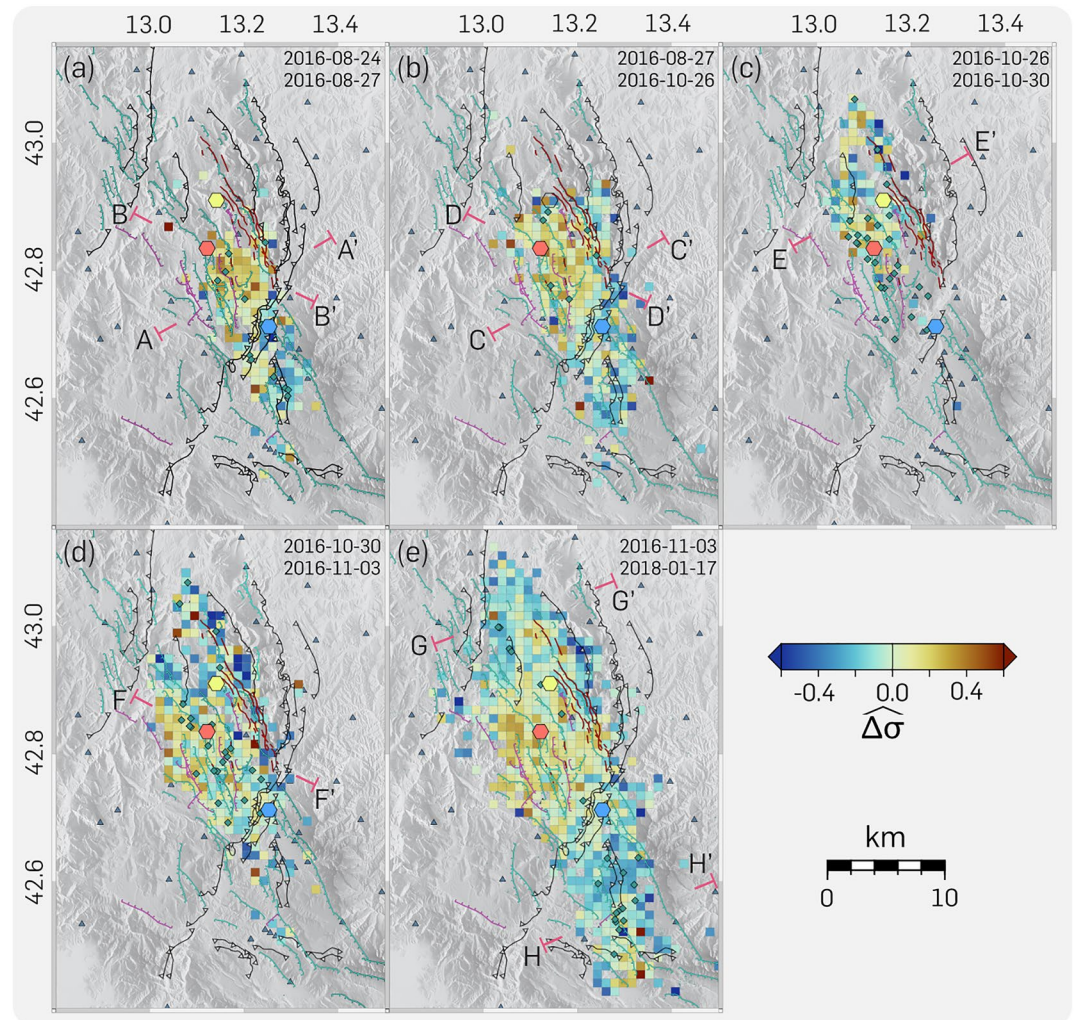 13.0 13.2 13.4 13.0 13.2 13.4 13.0 13.2 13.4
(a) 2016-08-24
2016-08-27
(b) 2016-08-27
2016-10-26
(c) 2016-10-26
2016-10-30
43.0
42.8
42.6
B
A'
B'
A
D
C'
D'
C
E'
E
(d) 2016-10-30
2016-11-03
(e) 2016-11-03
2018-01-17
43.0
42.8
42.6
F
F'
G'
G
H'
H
-0.4 0.0 0.4
Δσ̂
km
0 10